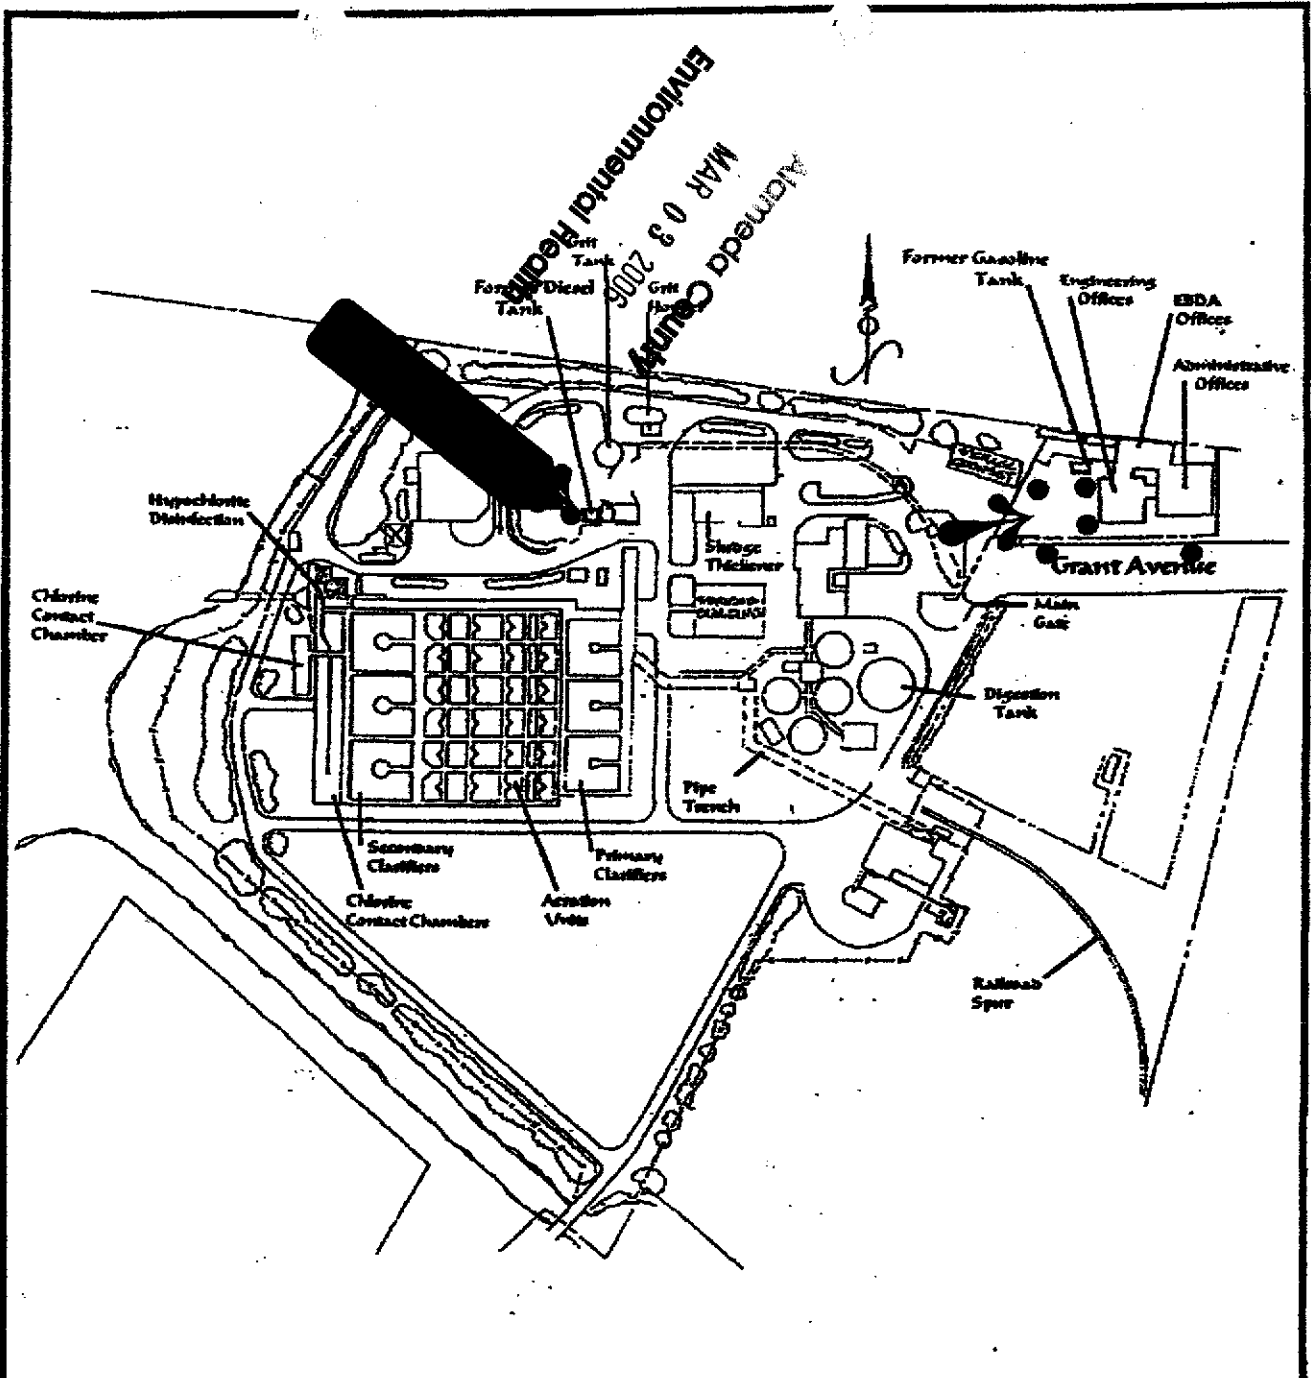 Environmental Health
MAR 03 2006
Alameda County
Grit
Tank
Former Diesel
Tank
Grit
Former Gasoline
Tank
Engineering
Offices
EBDA
Offices
Administrative
Offices
Hypochlorite
Disinfection
Sludge
Thickener
Grant Avenue
Chlorine
Contact
Chamber
Main
Gate
Digestion
Tank
Pipe
Trench
Secondary
Clarifiers
Primary
Clarifiers
Chlorine
Contact Chambers
Aeration
Units
Railroad
Spur